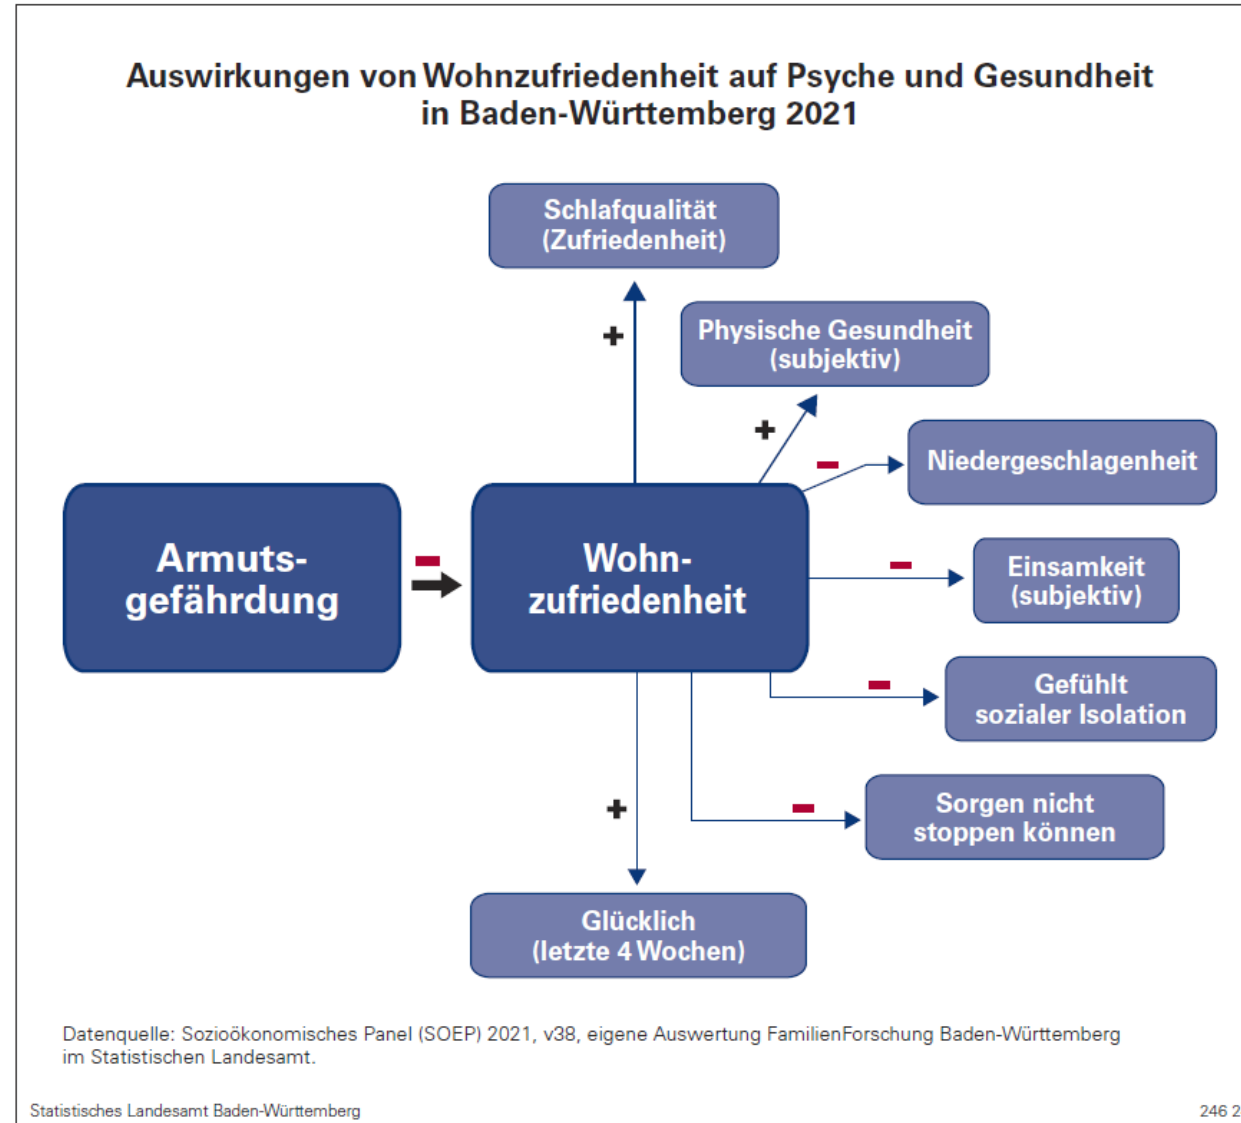 Auswirkungen von Wohnzufriedenheit auf Psyche und Gesundheit
in Baden-Württemberg 2021
Schlafqualität
(Zufriedenheit)
+
Physische Gesundheit
(subjektiv)
+
Niedergeschlagenheit
–
Armuts-
gefährdung
–
Wohn-
zufriedenheit
Einsamkeit
(subjektiv)
–
Gefühlt
sozialer Isolation
–
Sorgen nicht
stoppen können
–
+
Glücklich
(letzte 4 Wochen)
Datenquelle: Sozioökonomisches Panel (SOEP) 2021, v38, eigene Auswertung FamilienForschung Baden-Württemberg
im Statistischen Landesamt.
Statistisches Landesamt Baden-Württemberg
246 2